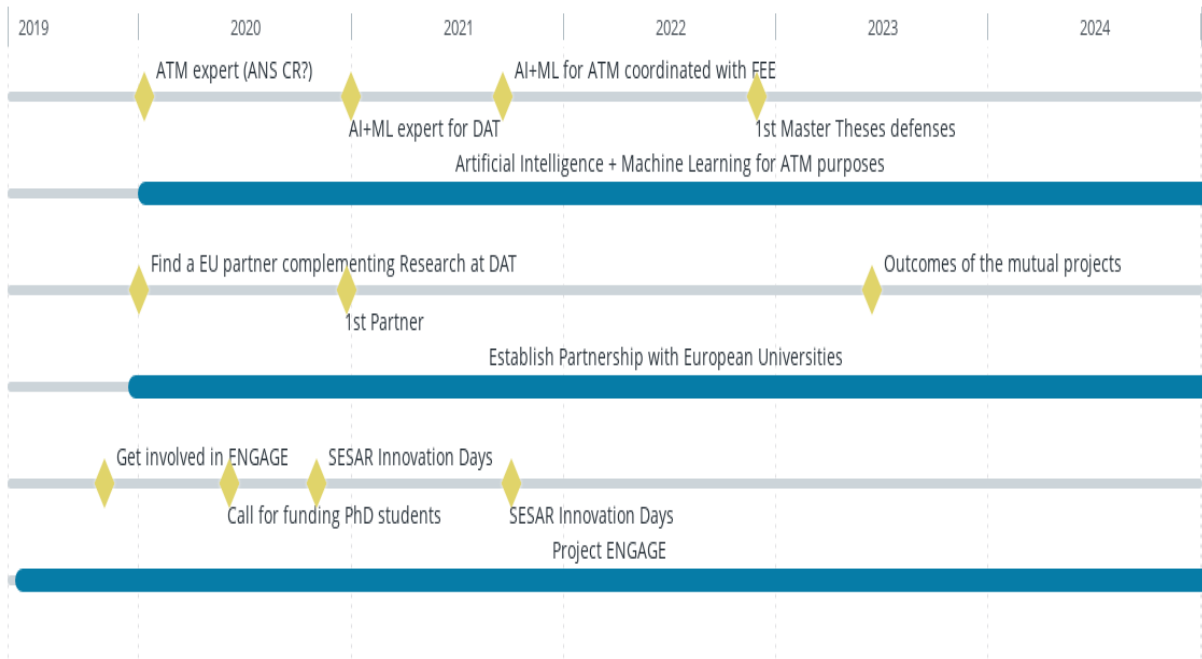 2019
2020
2021
2022
2023
2024
ATM expert (ANS CR?)
AI+ML for ATM coordinated with FEE
AI+ML expert for DAT
1st Master Theses defenses
Artificial Intelligence + Machine Learning for ATM purposes
Find a EU partner complementing Research at DAT
Outcomes of the mutual projects
1st Partner
Establish Partnership with European Universities
Get involved in ENGAGE
SESAR Innovation Days
Call for funding PhD students
SESAR Innovation Days
Project ENGAGE